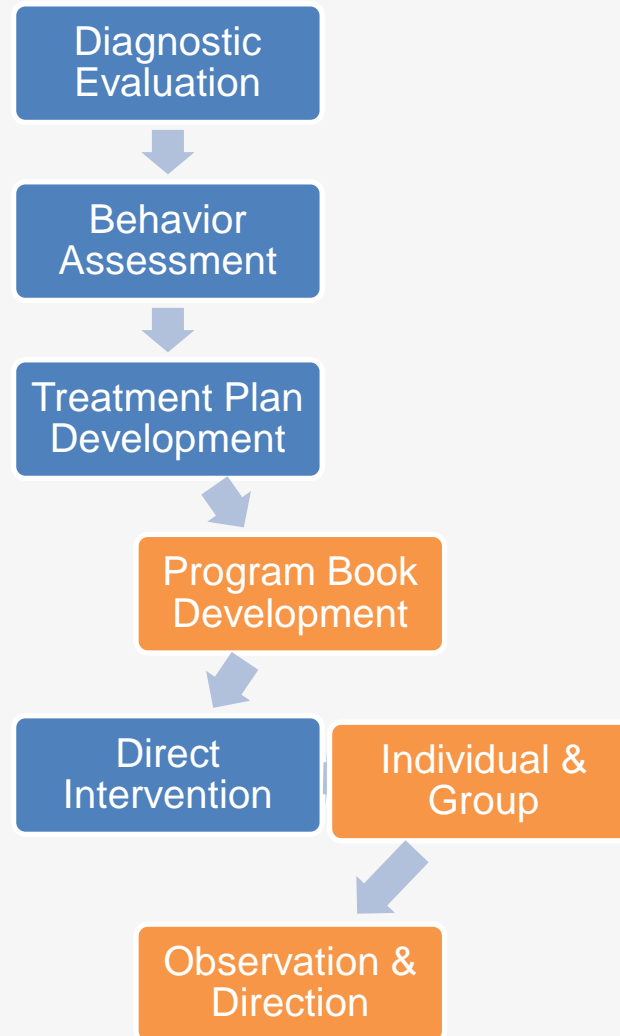 Diagnostic
Evaluation
Behavior
Assessment
Treatment Plan
Development
Program Book
Development
Direct
Intervention
Individual &
Group
Observation &
Direction